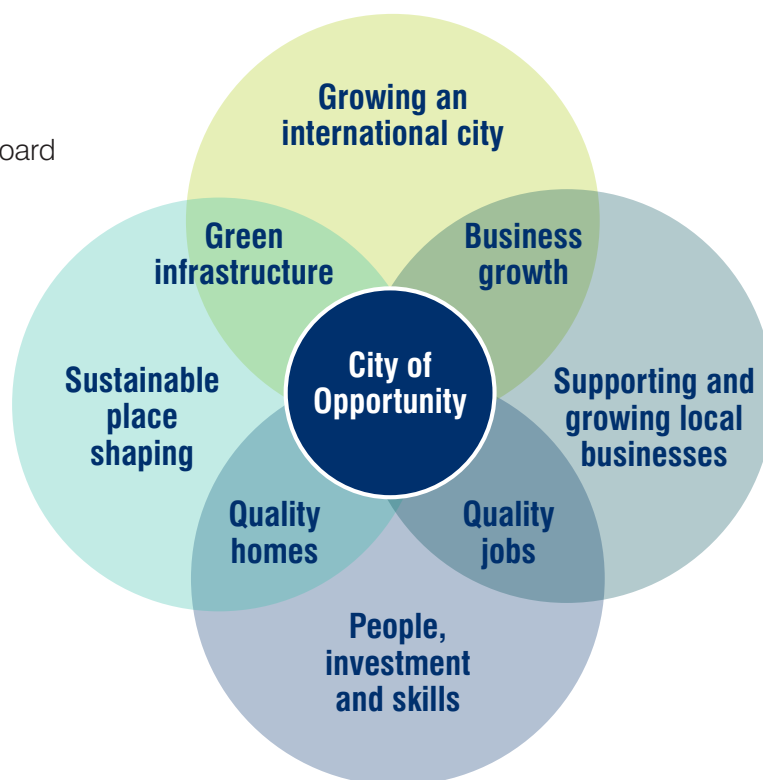 Growing an
international city
oard
Green
infrastructure
Business
growth
City of
Opportunity
Sustainable
place
shaping
Supporting and
growing local
businesses
Quality
homes
Quality
jobs
People,
investment
and skills